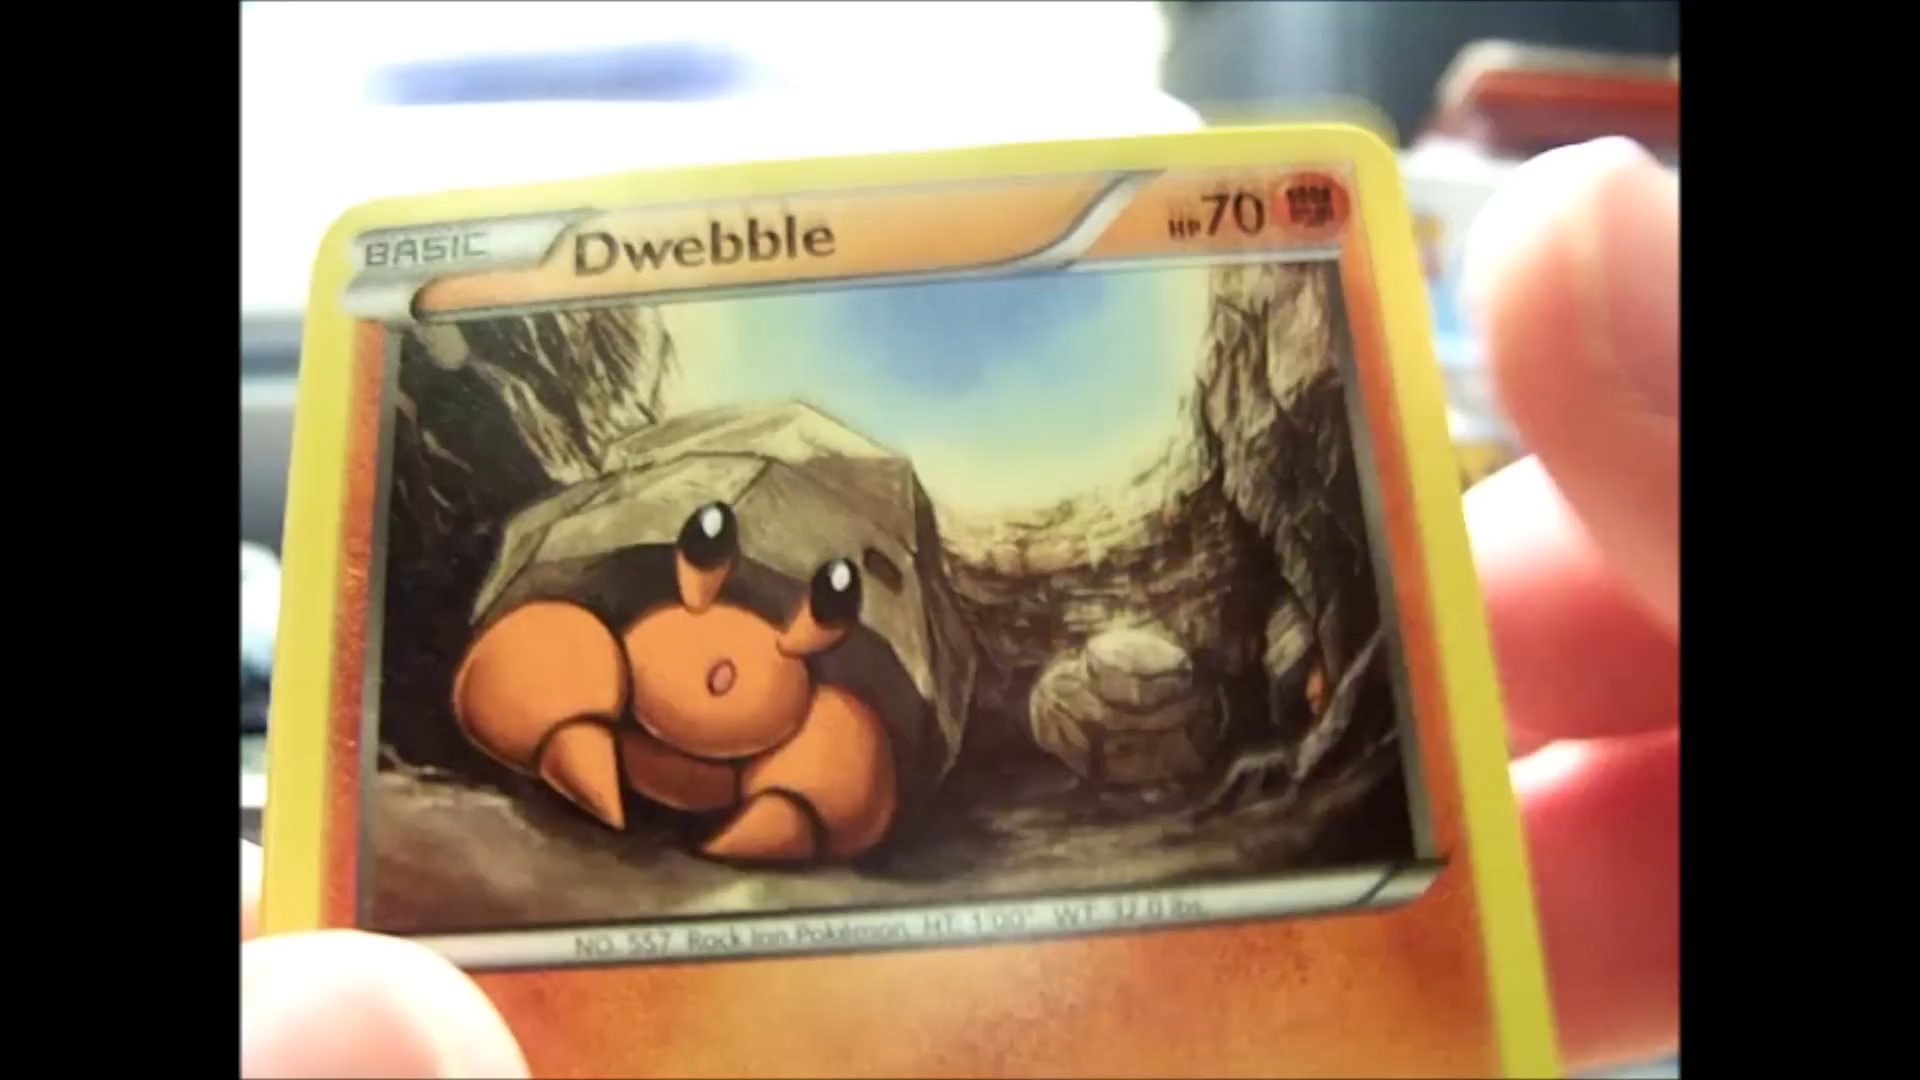 BASIC Dwebble HP70
NO. 557 Rock Inn Pokémon HT: 1'00" WT: 32.0 lbs.